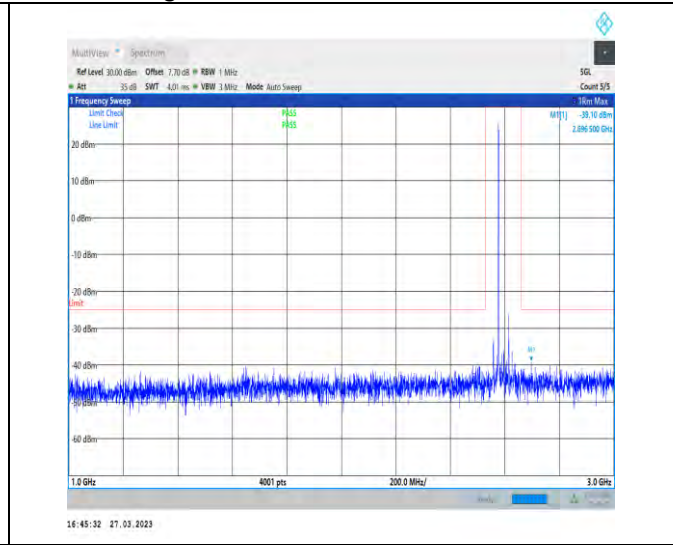 MultiView Spectrum
Ref Level 30.00 dBm Offset 7.70 dB RBW 1 MHz SGL
Att 35 dB SWT 4.01 ms VBW 3 MHz Mode Auto Sweep Count 5/5
1 Frequency Sweep 1Rm Max
Limit Check PASS M1[1] -39.10 dBm
Line Limit PASS 2.896 500 GHz
20 dBm
10 dBm
0 dBm
-10 dBm
-20 dBm
Limit
-30 dBm
M1
-40 dBm
-50 dBm
-60 dBm
1.0 GHz 4001 pts 200.0 MHz/ 3.0 GHz
16:45:32 27.03.2023